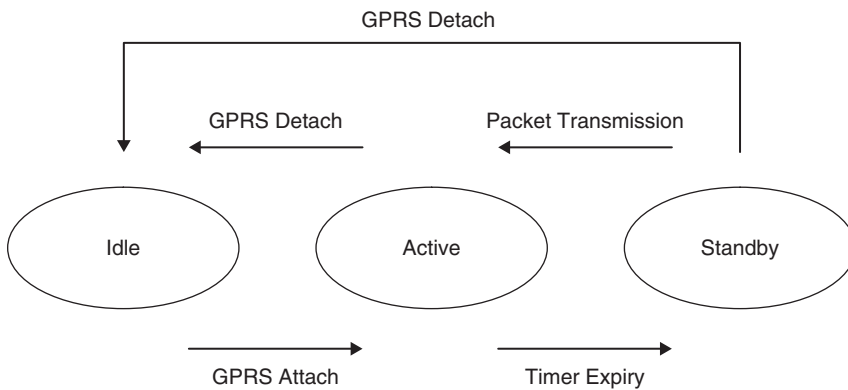 GPRS Detach
GPRS Detach
Packet Transmission
Idle
Active
Standby
GPRS Attach
Timer Expiry